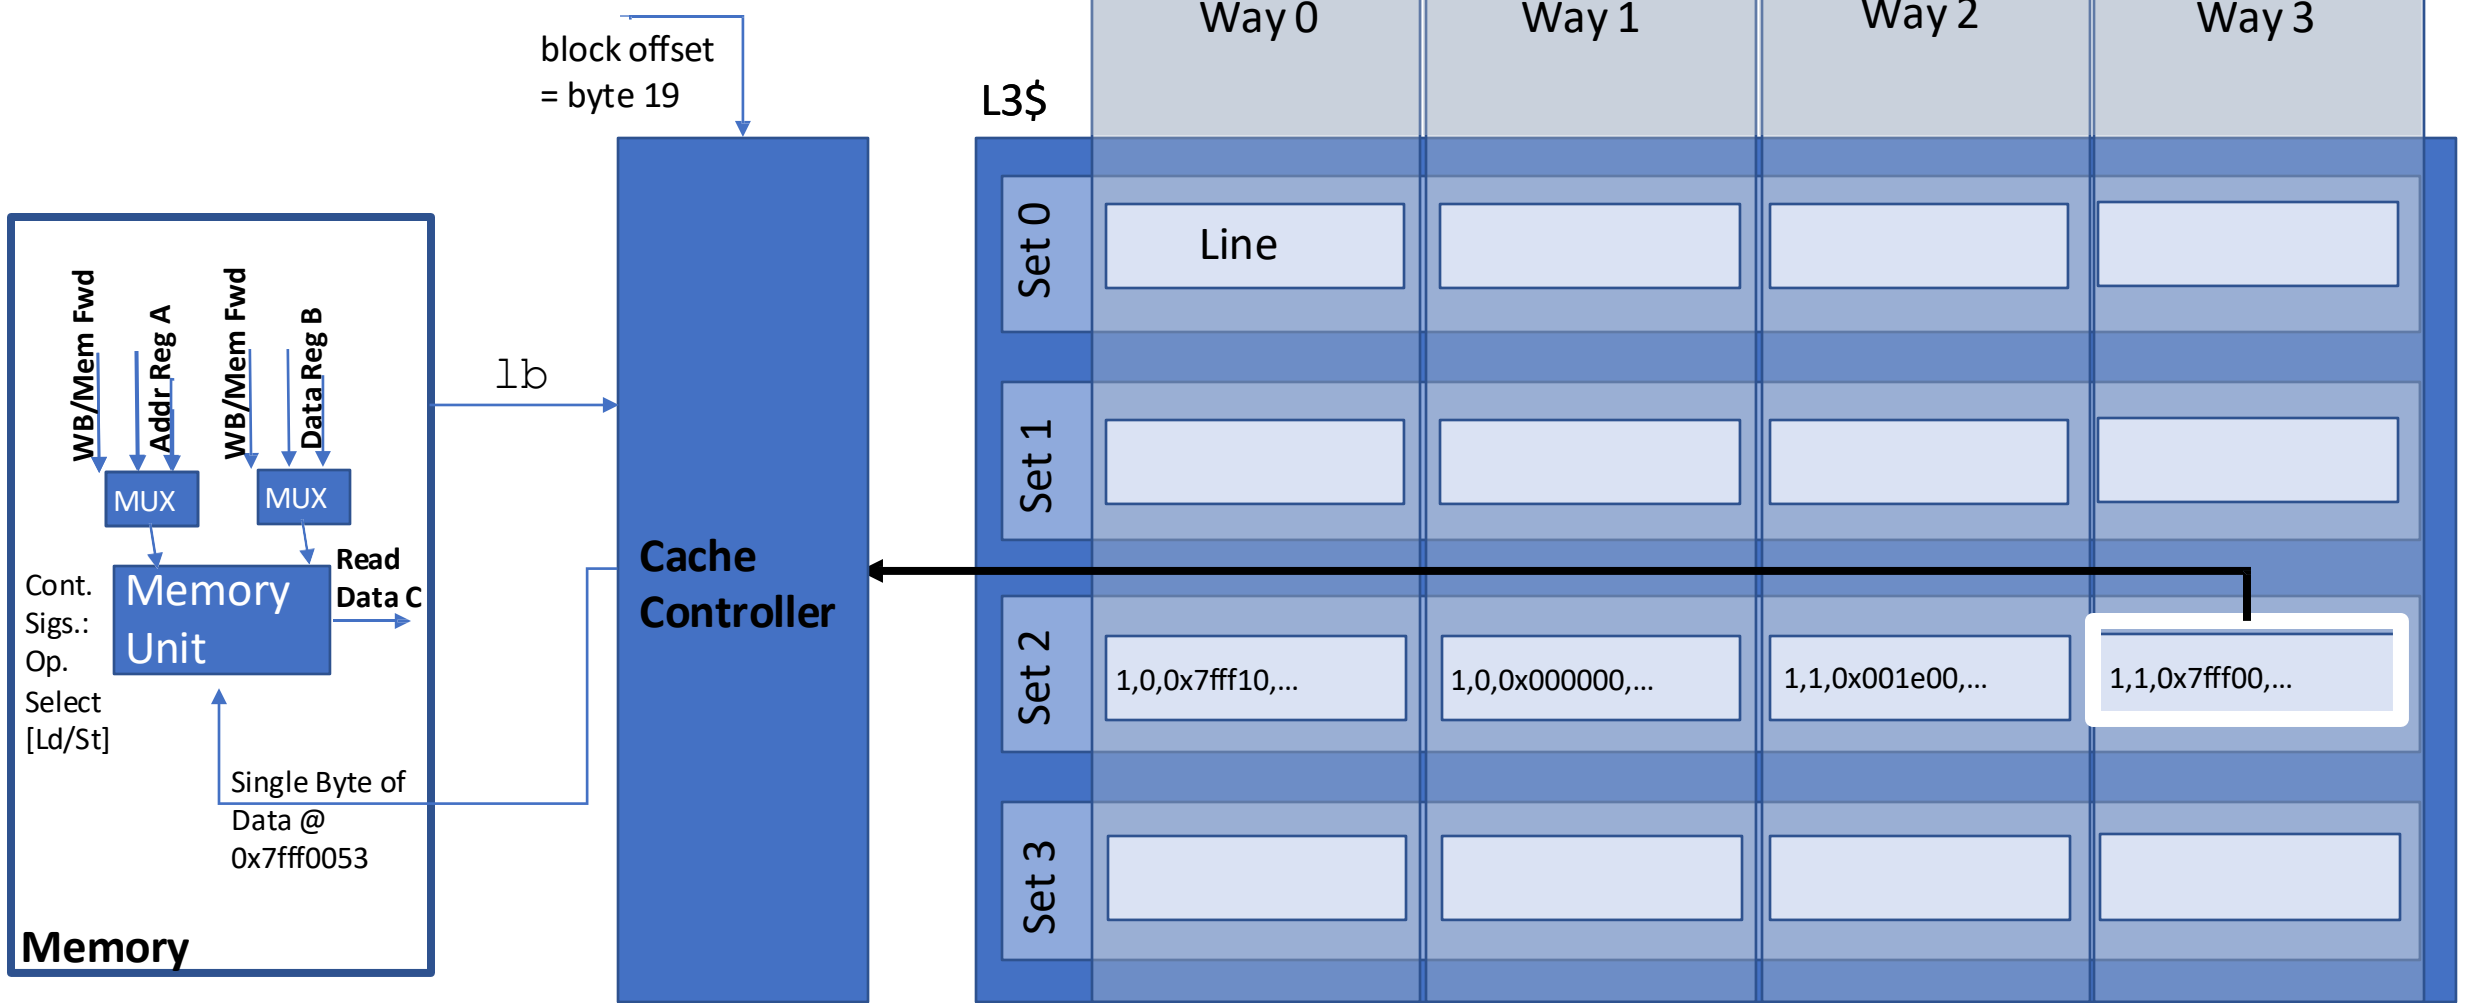 Way 0
Way 1
Way 2
Way 3
block offset
= byte 19
L3$
Set 0
Line
Set 1
Set 2
1,0,0x7fff10,...
1,0,0x000000,...
1,1,0x001e00,...
1,1,0x7fff00,...
Set 3
lb
Cache
Controller
WB/Mem Fwd
Addr Reg A
WB/Mem Fwd
Data Reg B
MUX
MUX
Read
Data C
Memory
Unit
Cont.
Sigs.:
Op.
Select
[Ld/St]
Single Byte of
Data @
0x7fff0053
Memory